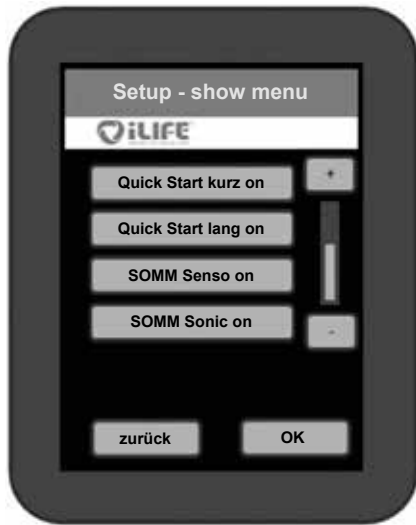 Setup - show menu
iLIFE
Quick Start kurz on
+
Quick Start lang on
SOMM Senso on
SOMM Sonic on
-
zurück
OK